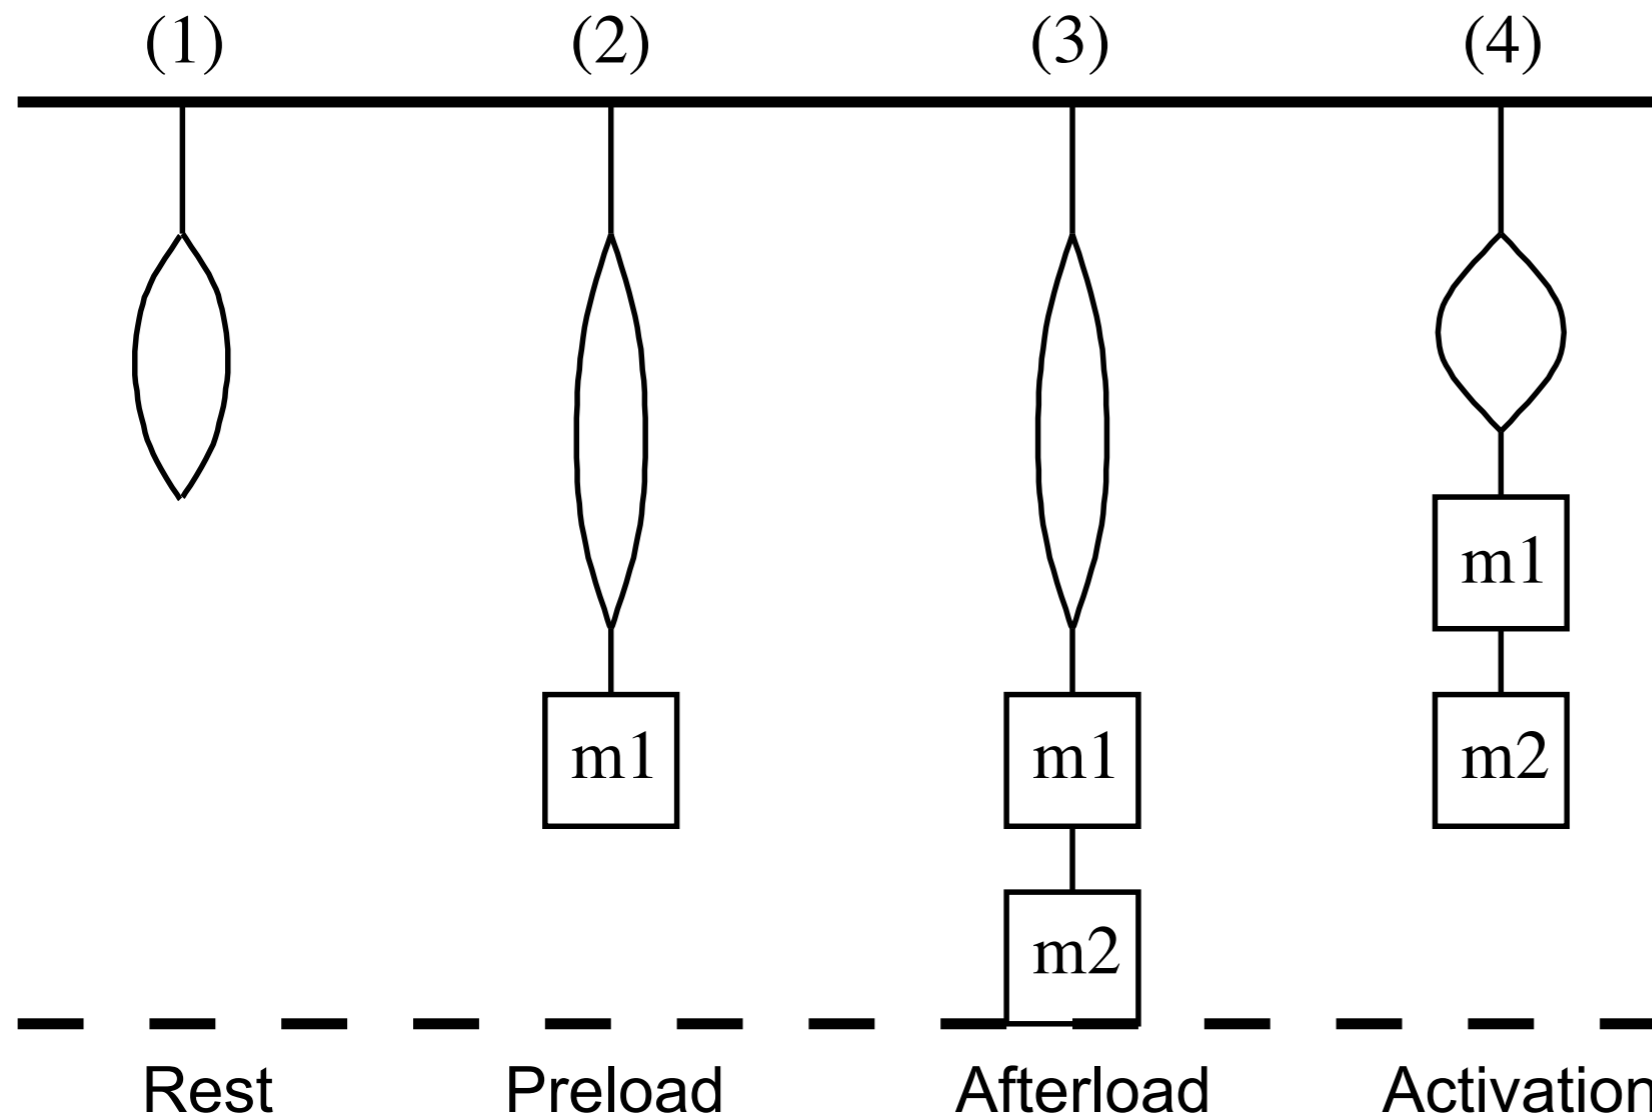 (1) (2) (3) (4)
m1
m1 m1 m2
m2
Rest Preload Afterload Activation